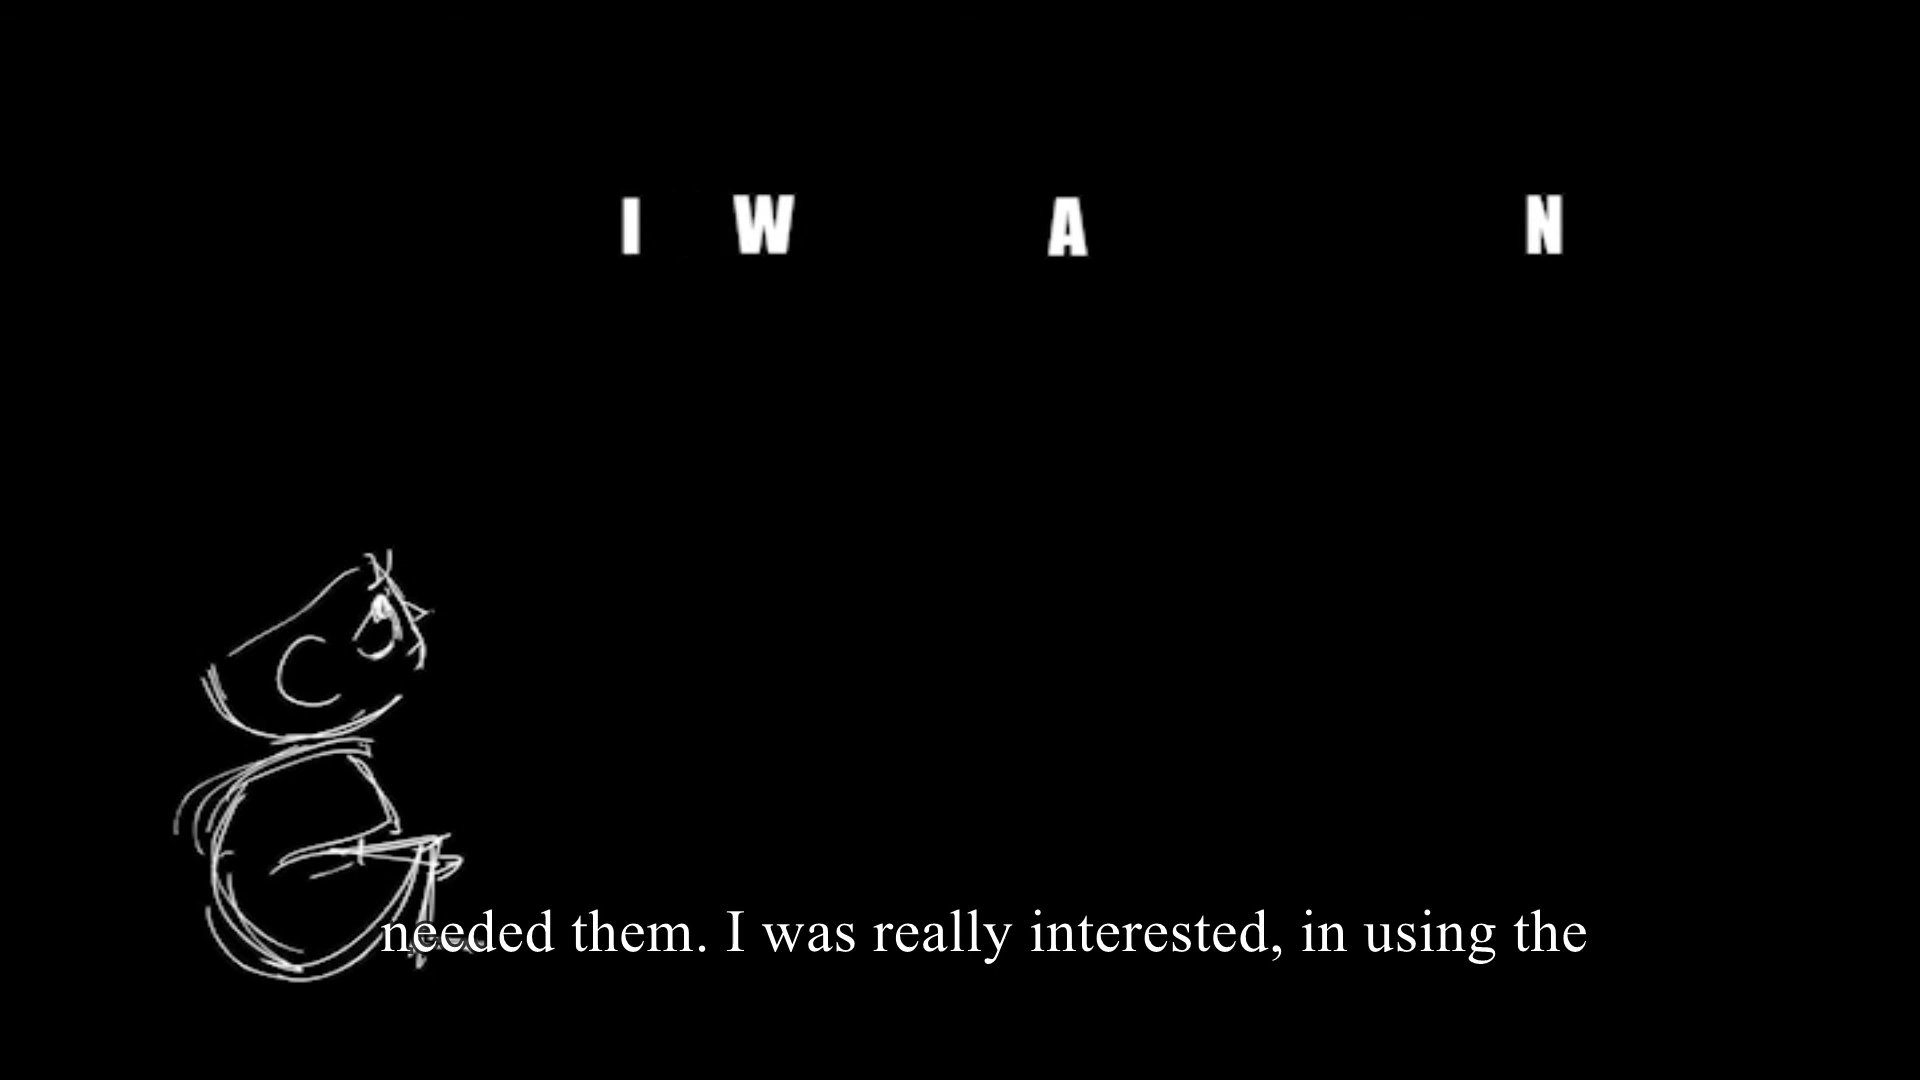 I W A N
needed them. I was really interested, in using the